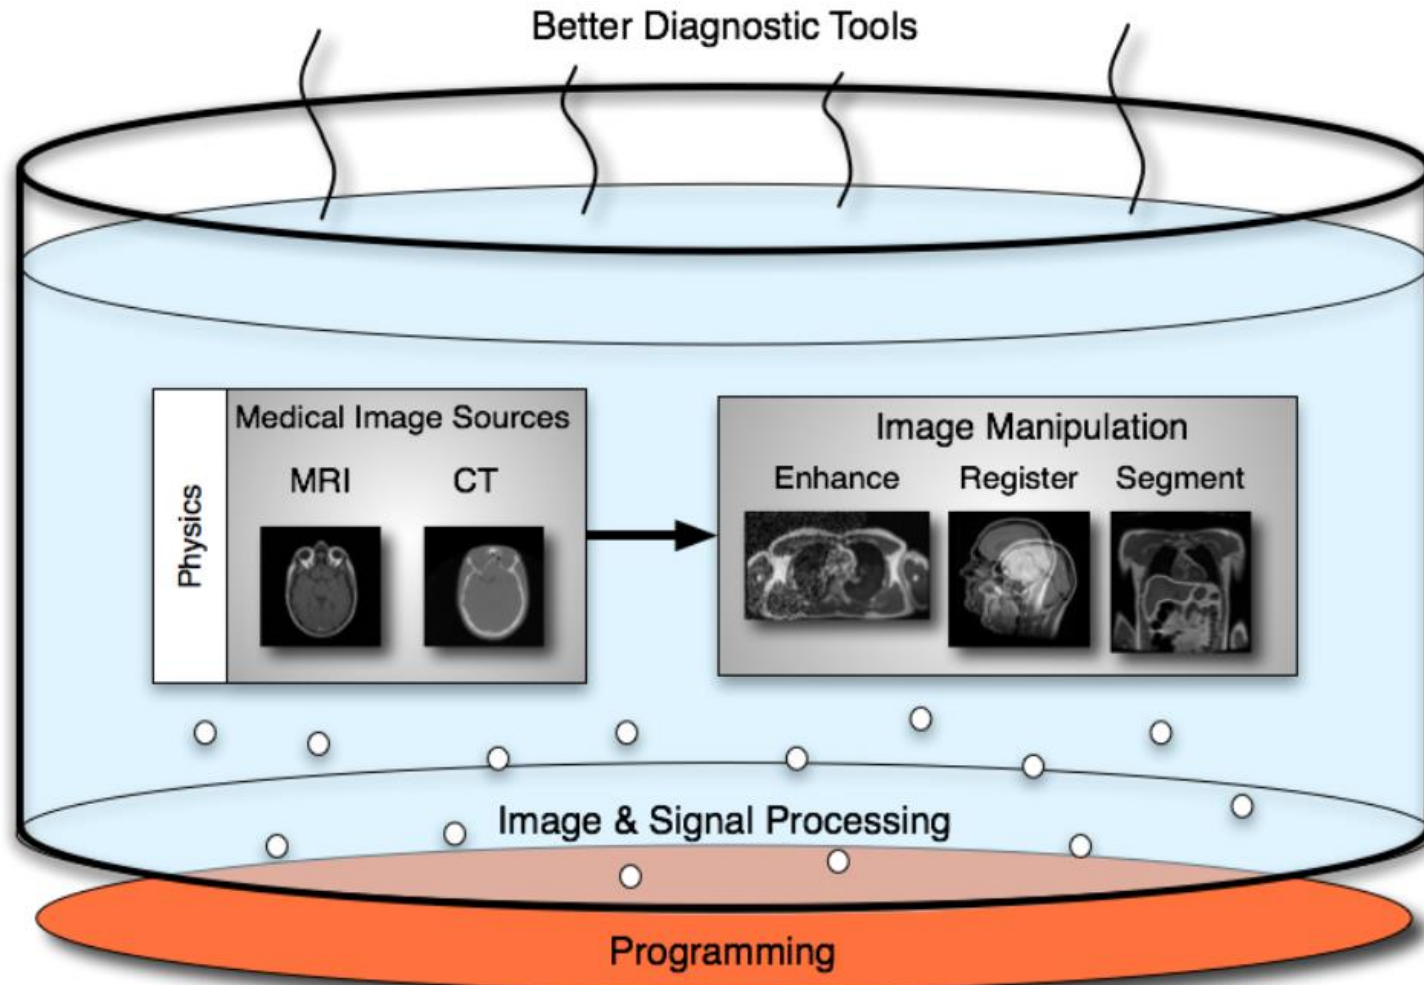 Better Diagnostic Tools
Physics
Medical Image Sources
MRI
CT
Image Manipulation
Enhance
Register
Segment
Image & Signal Processing
Programming